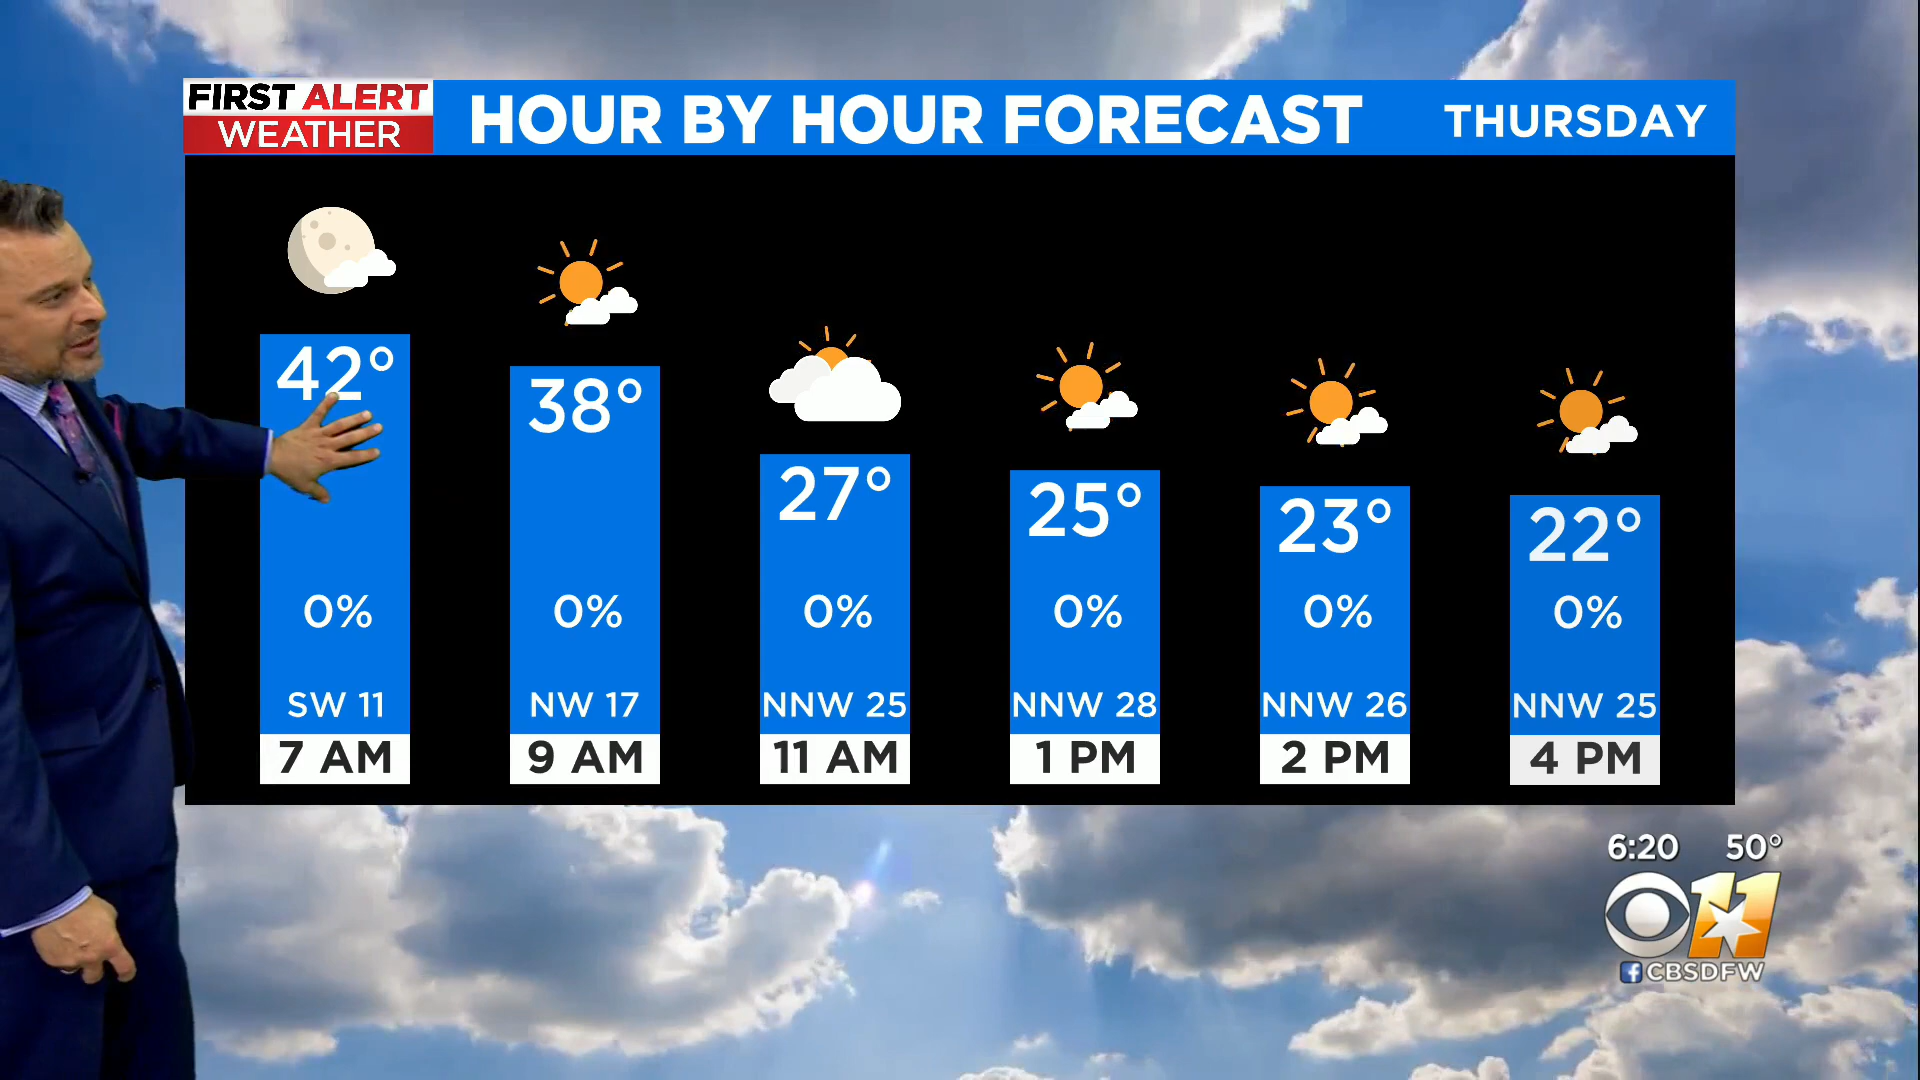 FIRST ALERT
WEATHER
HOUR BY HOUR FORECAST
THURSDAY
42° 38° 27° 25° 23° 22°
0% 0% 0% 0% 0% 0%
SW 11 NW 17 NNW 25 NNW 28 NNW 26 NNW 25
7 AM 9 AM 11 AM 1 PM 2 PM 4 PM
6:20 50°
11
f CBSDFW